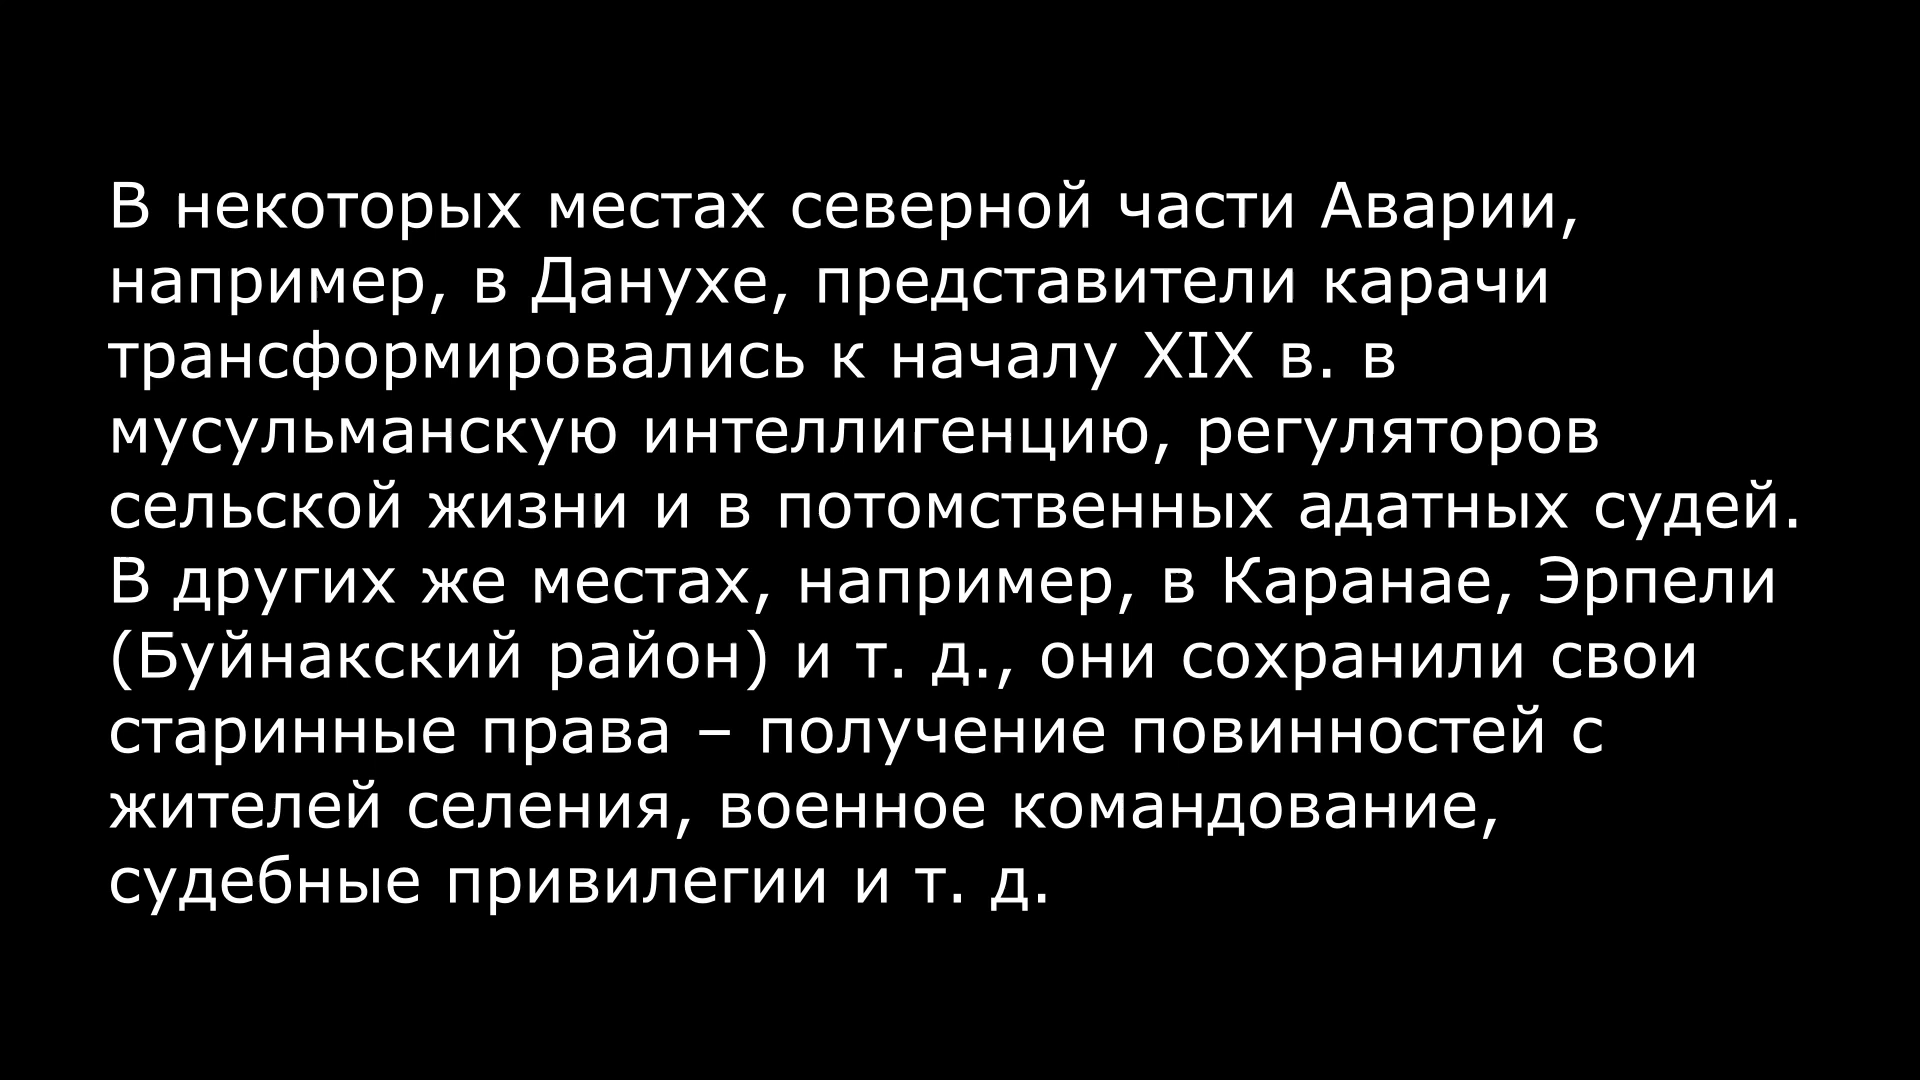 В некоторых местах северной части Аварии,
например, в Данухе, представители карачи
трансформировались к началу XIX в. в
мусульманскую интеллигенцию, регуляторов
сельской жизни и в потомственных адатных судей.
В других же местах, например, в Каранае, Эрпели
(Буйнакский район) и т. д., они сохранили свои
старинные права – получение повинностей с
жителей селения, военное командование,
судебные привилегии и т. д.